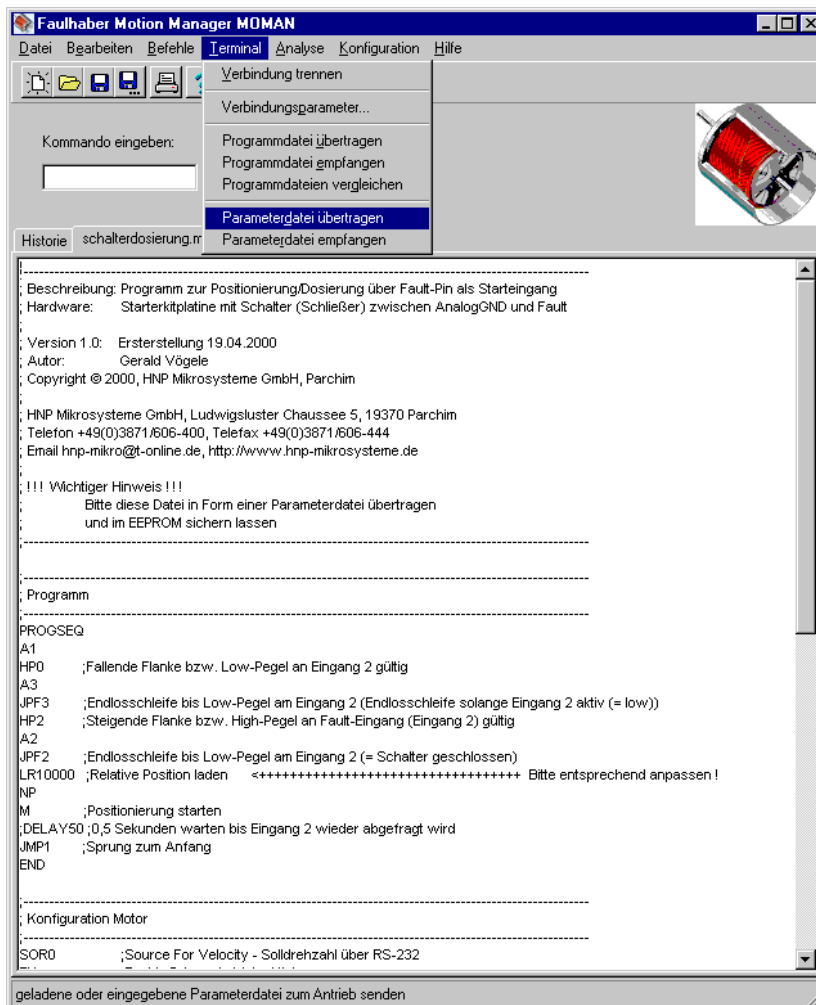 Faulhaber Motion Manager MOMAN
Datei Bearbeiten Befehle Terminal Analyse Konfiguration Hilfe
Verbindung trennen
Verbindungsparameter...
Programmdatei übertragen
Programmdatei empfangen
Programmdateien vergleichen
Parameterdatei übertragen
Parameterdatei empfangen
Kommando eingeben:
Historie schalterdosierung.m
;------------------------------------------------------------
; Beschreibung: Programm zur Positionierung/Dosierung über Fault-Pin als Starteingang
; Hardware: Starterkitplatine mit Schalter (Schließer) zwischen AnalogGND und Fault
;
; Version 1.0: Ersterstellung 19.04.2000
; Autor: Gerald Vögele
; Copyright © 2000, HNP Mikrosysteme GmbH, Parchim
;
; HNP Mikrosysteme GmbH, Ludwigsluster Chaussee 5, 19370 Parchim
; Telefon +49(0)3871/606-400, Telefax +49(0)3871/606-444
; Email hnp-mikro@t-online.de, http://www.hnp-mikrosysteme.de
;
; !!! Wichtiger Hinweis !!!
; Bitte diese Datei in Form einer Parameterdatei übertragen
; und im EEPROM sichern lassen
;------------------------------------------------------------
;------------------------------------------------------------
; Programm
;------------------------------------------------------------
PROGSEQ
A1
HP0 ;Fallende Flanke bzw. Low-Pegel an Eingang 2 gültig
A3
JPF3 ;Endlosschleife bis Low-Pegel am Eingang 2 (Endlosschleife solange Eingang 2 aktiv (= low))
HP2 ;Steigende Flanke bzw. High-Pegel an Fault-Eingang (Eingang 2) gültig
A2
JPF2 ;Endlosschleife bis Low-Pegel am Eingang 2 (= Schalter geschlossen)
LR10000 ;Relative Position laden <++++++++++++++++++++++++++++++++++ Bitte entsprechend anpassen !
NP
M ;Positionierung starten
;DELAY50 ;0,5 Sekunden warten bis Eingang 2 wieder abgefragt wird
JMP1 ;Sprung zum Anfang
END
;------------------------------------------------------------
; Konfiguration Motor
;------------------------------------------------------------
SOR0 ;Source For Velocity - Solldrehzahl über RS-232
geladene oder eingegebene Parameterdatei zum Antrieb senden